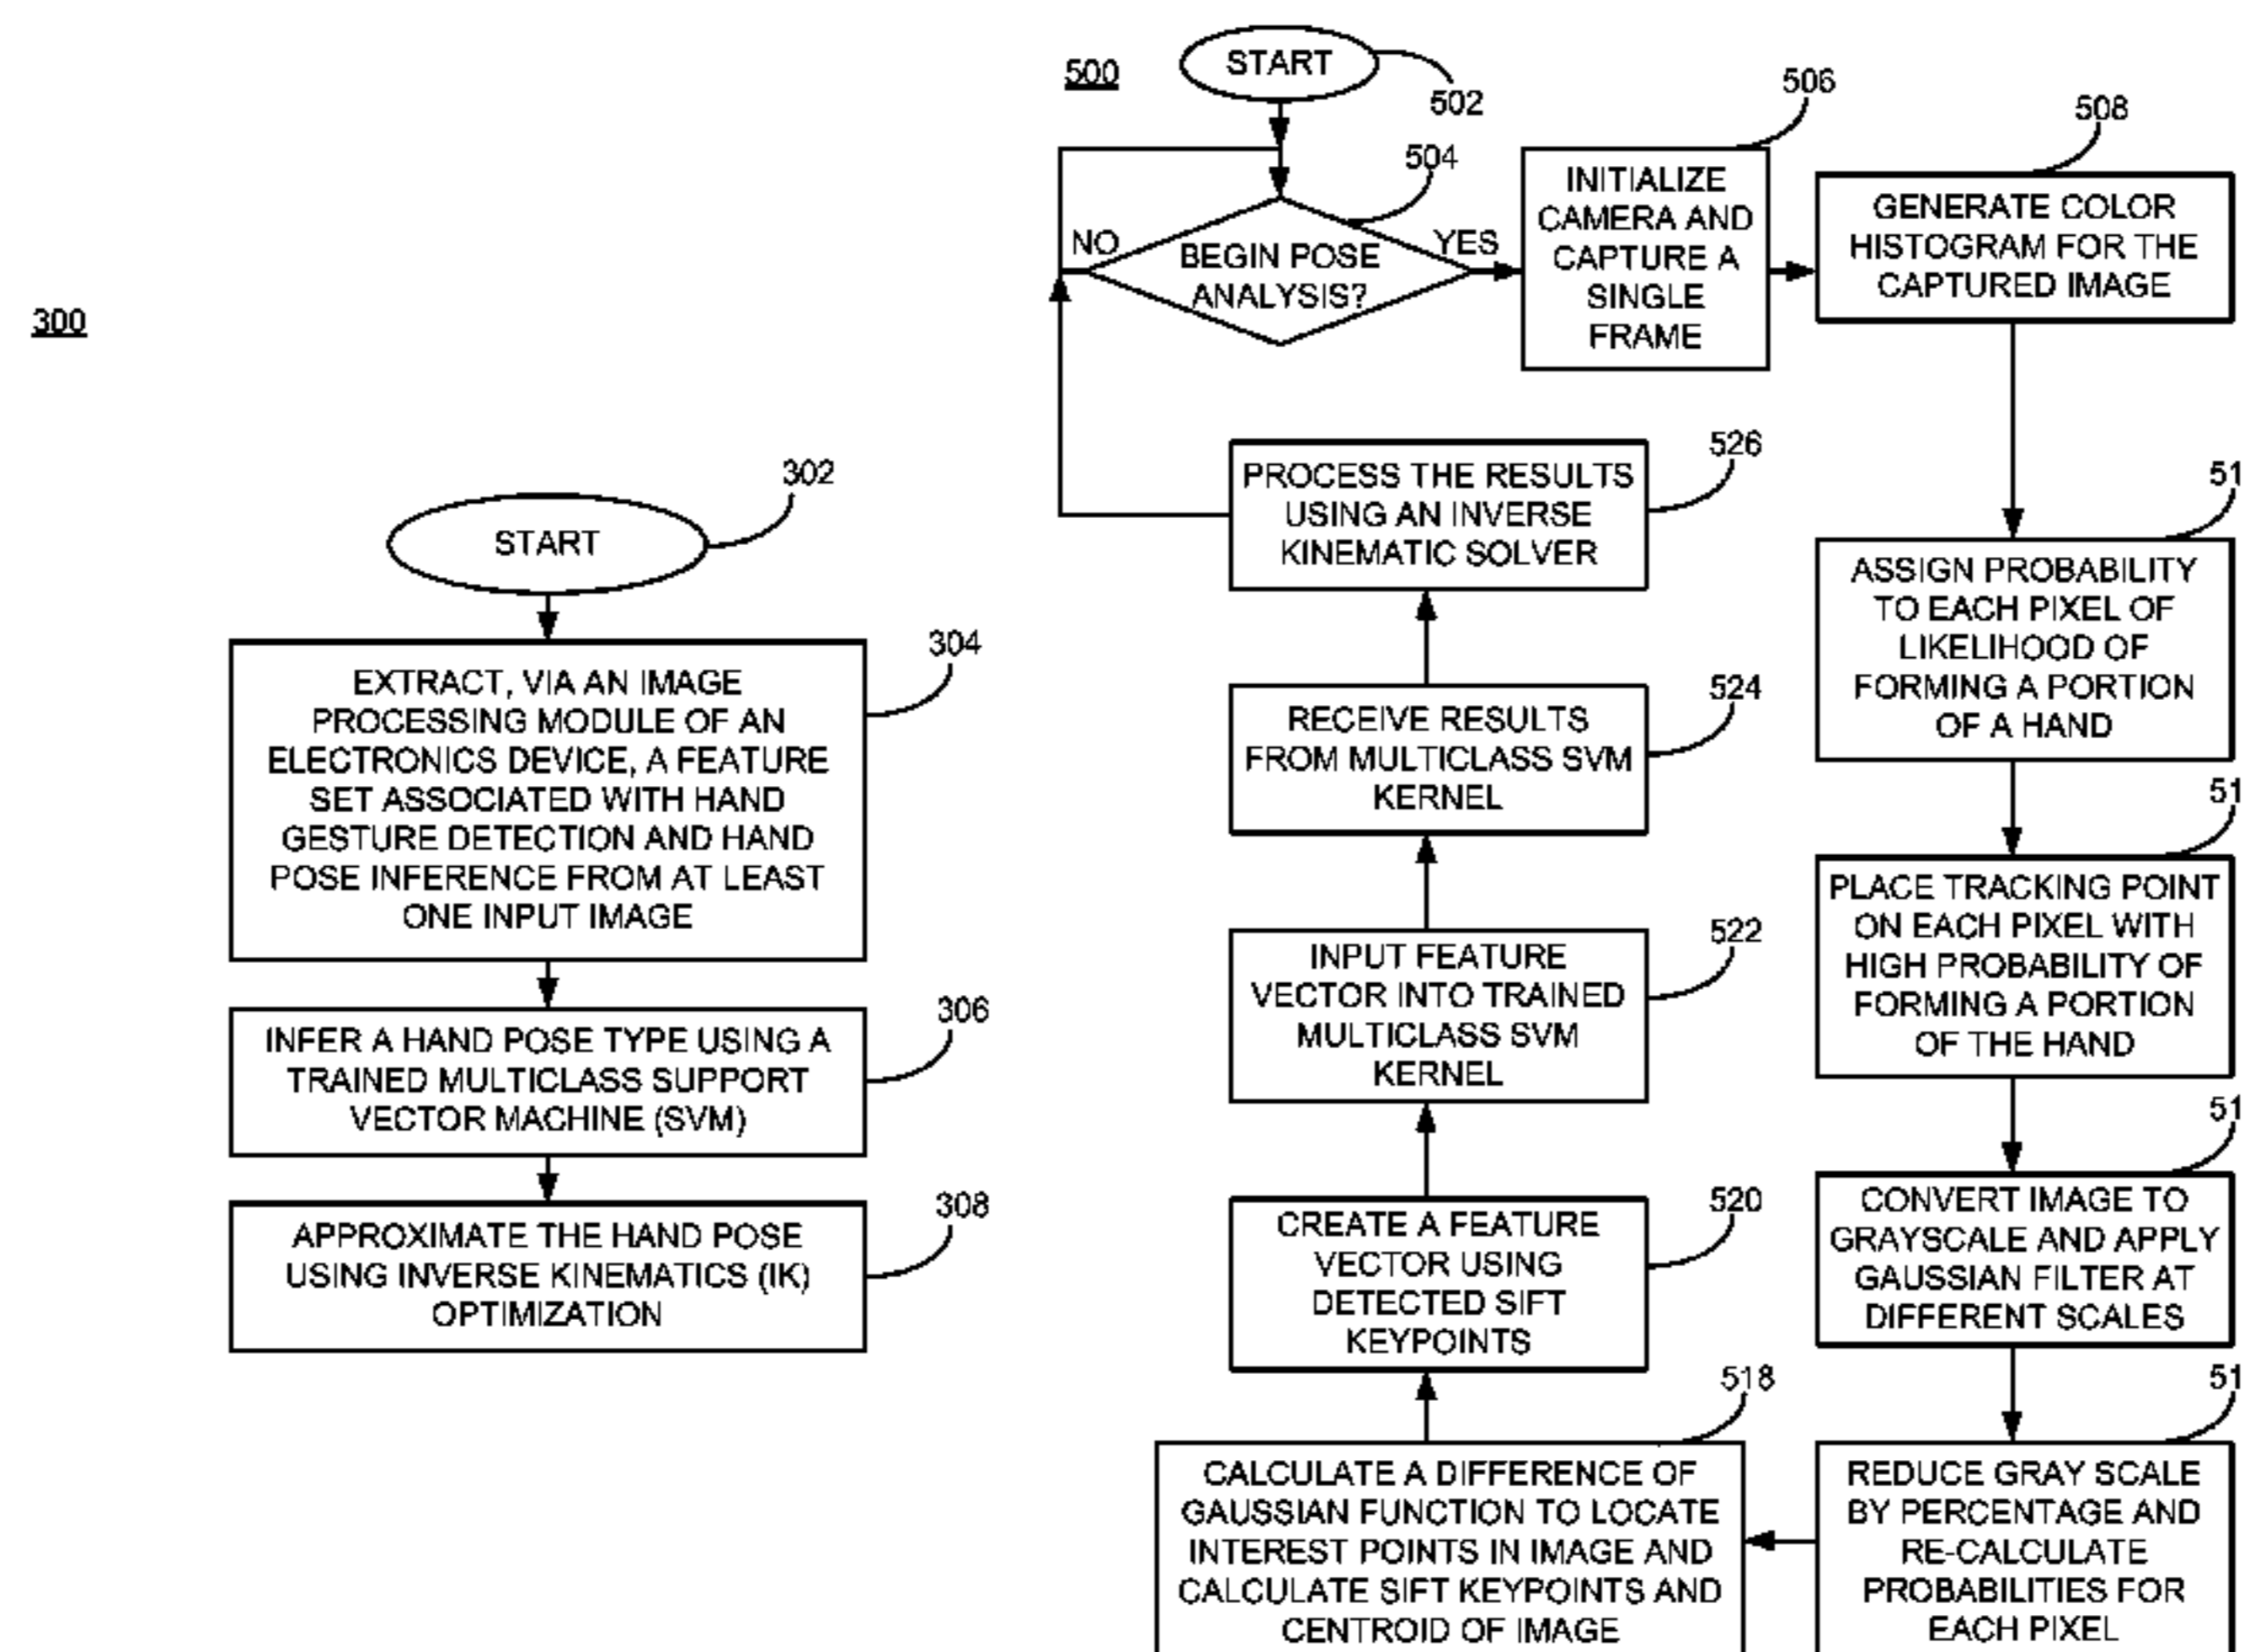 300
302
START
304
EXTRACT, VIA AN IMAGE
PROCESSING MODULE OF AN
ELECTRONICS DEVICE, A FEATURE
SET ASSOCIATED WITH HAND
GESTURE DETECTION AND HAND
POSE INFERENCE FROM AT LEAST
ONE INPUT IMAGE
306
INFER A HAND POSE TYPE USING A
TRAINED MULTICLASS SUPPORT
VECTOR MACHINE (SVM)
308
APPROXIMATE THE HAND POSE
USING INVERSE KINEMATICS (IK)
OPTIMIZATION
500
START
502
504
NO
YES
BEGIN POSE
ANALYSIS?
506
INITIALIZE
CAMERA AND
CAPTURE A
SINGLE
FRAME
508
GENERATE COLOR
HISTOGRAM FOR THE
CAPTURED IMAGE
51
ASSIGN PROBABILITY
TO EACH PIXEL OF
LIKELIHOOD OF
FORMING A PORTION
OF A HAND
51
PLACE TRACKING POINT
ON EACH PIXEL WITH
HIGH PROBABILITY OF
FORMING A PORTION
OF THE HAND
51
CONVERT IMAGE TO
GRAYSCALE AND APPLY
GAUSSIAN FILTER AT
DIFFERENT SCALES
51
REDUCE GRAY SCALE
BY PERCENTAGE AND
RE-CALCULATE
PROBABILITIES FOR
EACH PIXEL
518
CALCULATE A DIFFERENCE OF
GAUSSIAN FUNCTION TO LOCATE
INTEREST POINTS IN IMAGE AND
CALCULATE SIFT KEYPOINTS AND
CENTROID OF IMAGE
520
CREATE A FEATURE
VECTOR USING
DETECTED SIFT
KEYPOINTS
522
INPUT FEATURE
VECTOR INTO TRAINED
MULTICLASS SVM
KERNEL
524
RECEIVE RESULTS
FROM MULTICLASS SVM
KERNEL
526
PROCESS THE RESULTS
USING AN INVERSE
KINEMATIC SOLVER